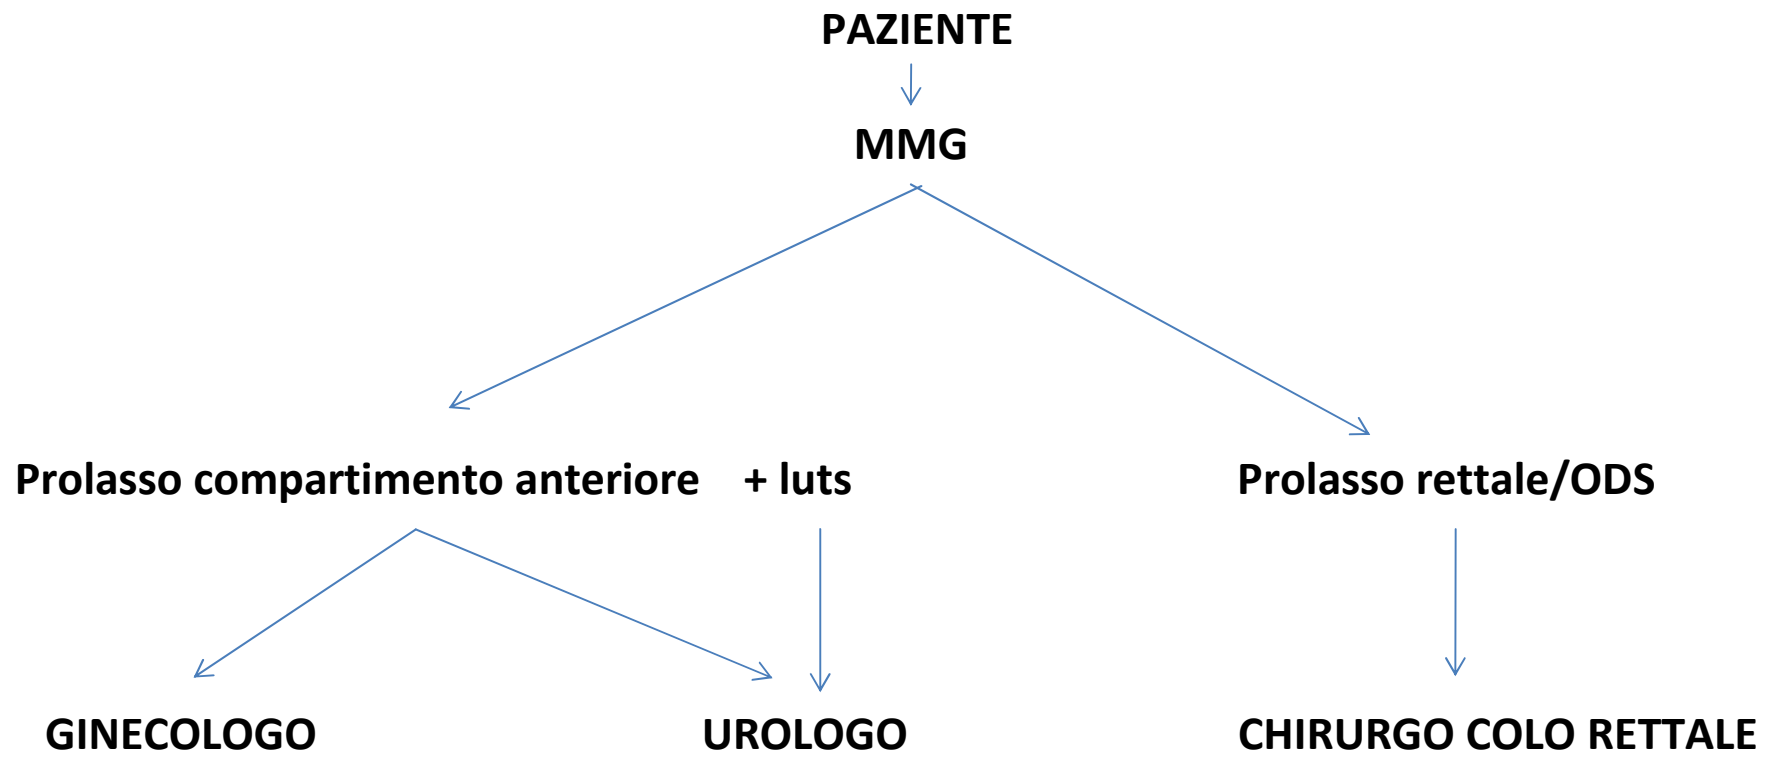 PAZIENTE
MMG
Prolasso compartimento anteriore + luts
Prolasso rettale/ODS
GINECOLOGO
UROLOGO
CHIRURGO COLO RETTALE